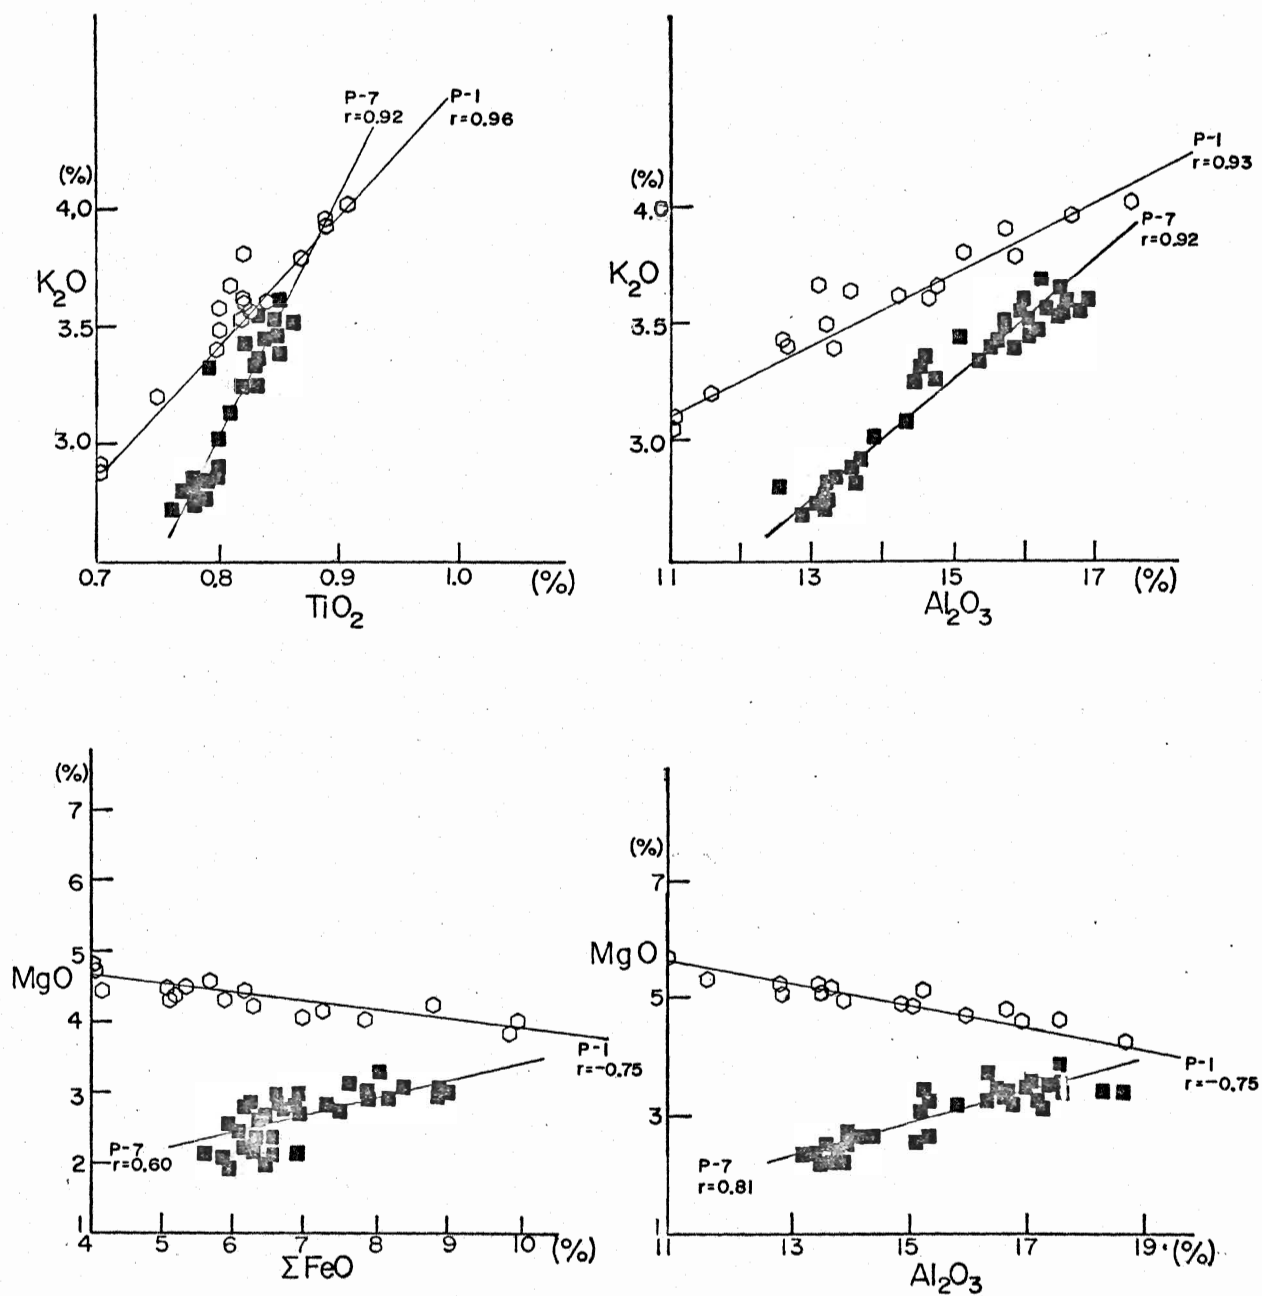 P-7
r=0.92
P-1
r=0.96
(%)
4,0
K₂O
3.5
3.0
0.7 0.8 0.9 1.0 (%)
TiO₂
P-1
r=0.93
(%)
4.0
P-7
r=0.92
K₂O
3.5
3.0
11 13 15 17 (%)
Al₂O₃
(%)
7
6
5
MgO
4
P-1
r=-0.75
3
P-7
r=0.60
2
1
4 5 6 7 8 9 10 (%)
ΣFeO
(%)
7
MgO
5
P-1
r=-0.75
3
P-7
r=0.81
1
11 13 15 17 19 (%)
Al₂O₃